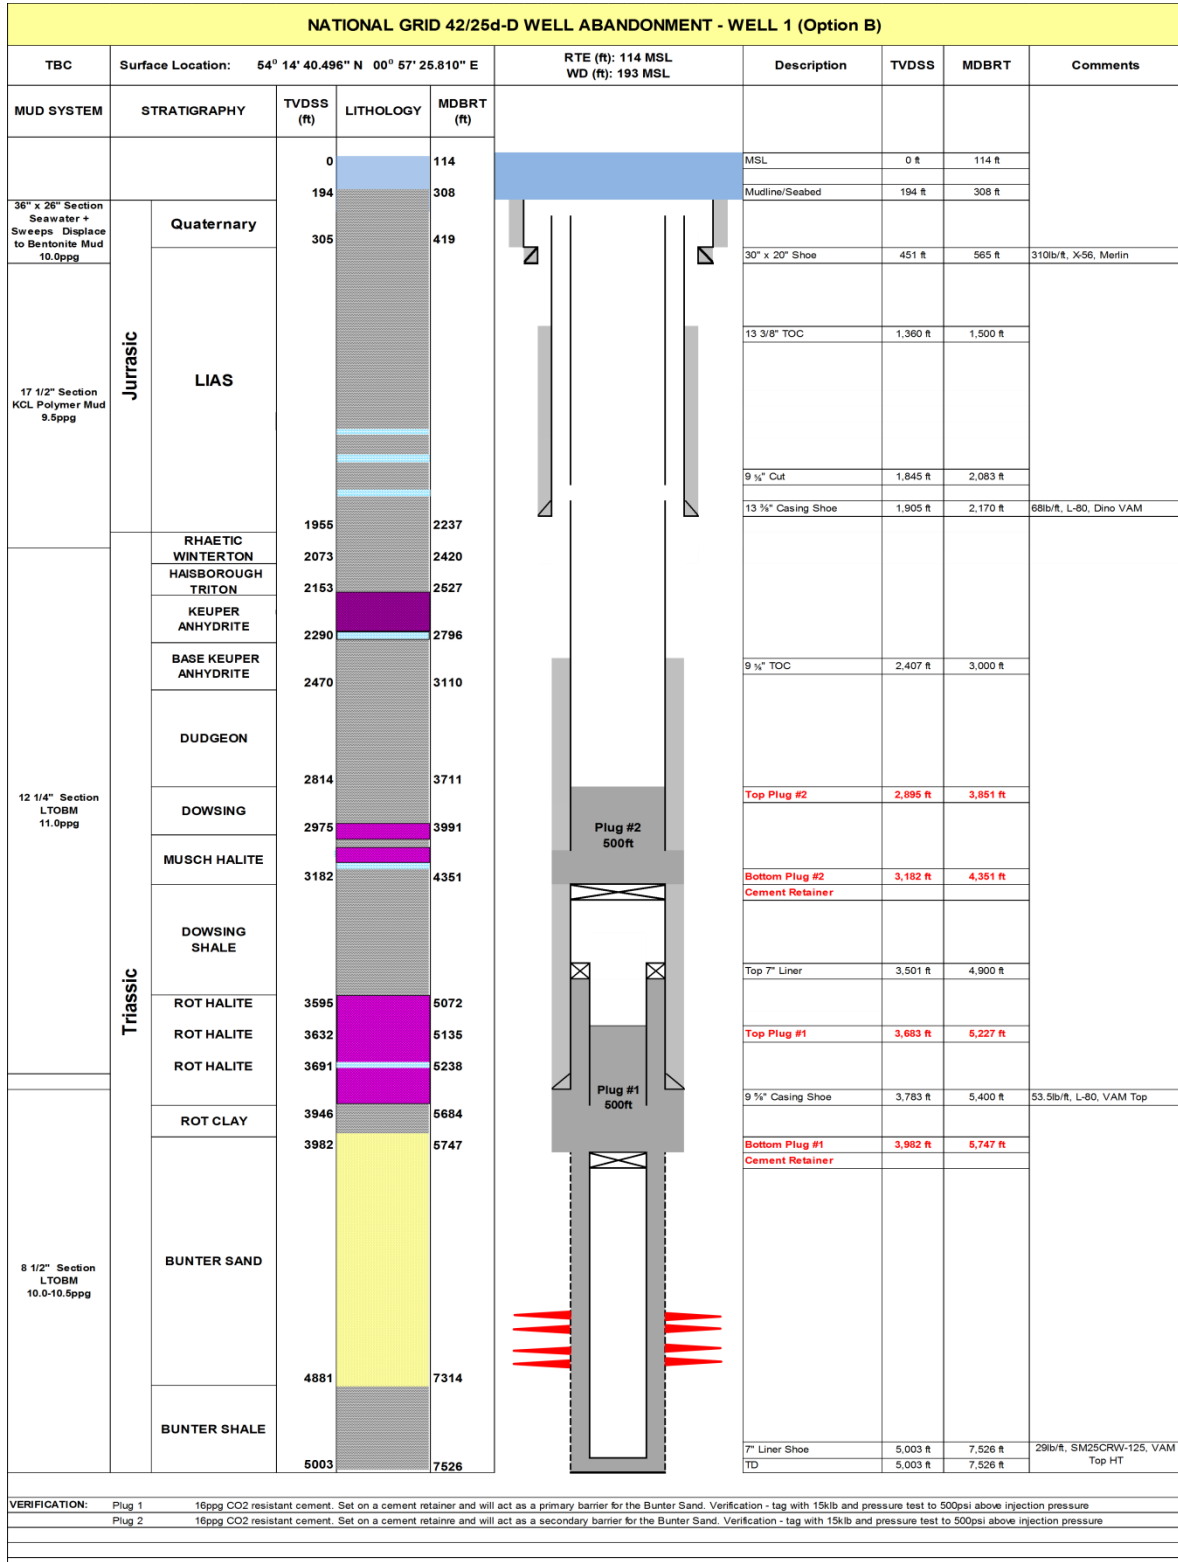 NATIONAL GRID 42/25d-D WELL ABANDONMENT - WELL 1 (Option B)
TBC
Surface Location: 54⁰ 14' 40.496" N 00⁰ 57' 25.810" E
RTE (ft): 114 MSL
WD (ft): 193 MSL
Description
TVDSS
MDBRT
Comments
MUD SYSTEM
STRATIGRAPHY
TVDSS
(ft)
LITHOLOGY
MDBRT
(ft)
0
114
MSL
0 ft
114 ft
194
308
Mudline/Seabed
194 ft
308 ft
36" x 26" Section
Seawater +
Sweeps Displace
to Bentonite Mud
10.0ppg
Jurrasic
Quaternary
305
419
30" x 20" Shoe
451 ft
565 ft
310lb/ft, X-56, Merlin
13 3/8" TOC
1,360 ft
1,500 ft
LIAS
17 1/2" Section
KCL Polymer Mud
9.5ppg
9 ⅝" Cut
1,845 ft
2,083 ft
13 ⅜" Casing Shoe
1,905 ft
2,170 ft
68lb/ft, L-80, Dino VAM
1955
2237
RHAETIC
WINTERTON
2073
2420
HAISBOROUGH
TRITON
2153
2527
KEUPER
ANHYDRITE
2290
2796
BASE KEUPER
ANHYDRITE
9 ⅝" TOC
2,407 ft
3,000 ft
2470
3110
DUDGEON
2814
3711
12 1/4" Section
LTOBM
11.0ppg
Top Plug #2
2,895 ft
3,851 ft
DOWSING
2975
3991
Plug #2
500ft
MUSCH HALITE
3182
4351
Bottom Plug #2
3,182 ft
4,351 ft
Cement Retainer
DOWSING
SHALE
Top 7" Liner
3,501 ft
4,900 ft
Triassic
ROT HALITE
3595
5072
ROT HALITE
3632
5135
Top Plug #1
3,683 ft
5,227 ft
ROT HALITE
3691
5238
Plug #1
500ft
9 ⅝" Casing Shoe
3,783 ft
5,400 ft
53.5lb/ft, L-80, VAM Top
ROT CLAY
3946
5684
3982
5747
Bottom Plug #1
3,982 ft
5,747 ft
Cement Retainer
BUNTER SAND
8 1/2" Section
LTOBM
10.0-10.5ppg
4881
7314
BUNTER SHALE
7" Liner Shoe
5,003 ft
7,526 ft
29lb/ft, SM25CRW-125, VAM
Top HT
5003
7526
TD
5,003 ft
7,526 ft
VERIFICATION: Plug 1 16ppg CO2 resistant cement. Set on a cement retainer and will act as a primary barrier for the Bunter Sand. Verification - tag with 15klb and pressure test to 500psi above injection pressure
Plug 2 16ppg CO2 resistant cement. Set on a cement retainre and will act as a secondary barrier for the Bunter Sand. Verification - tag with 15klb and pressure test to 500psi above injection pressure